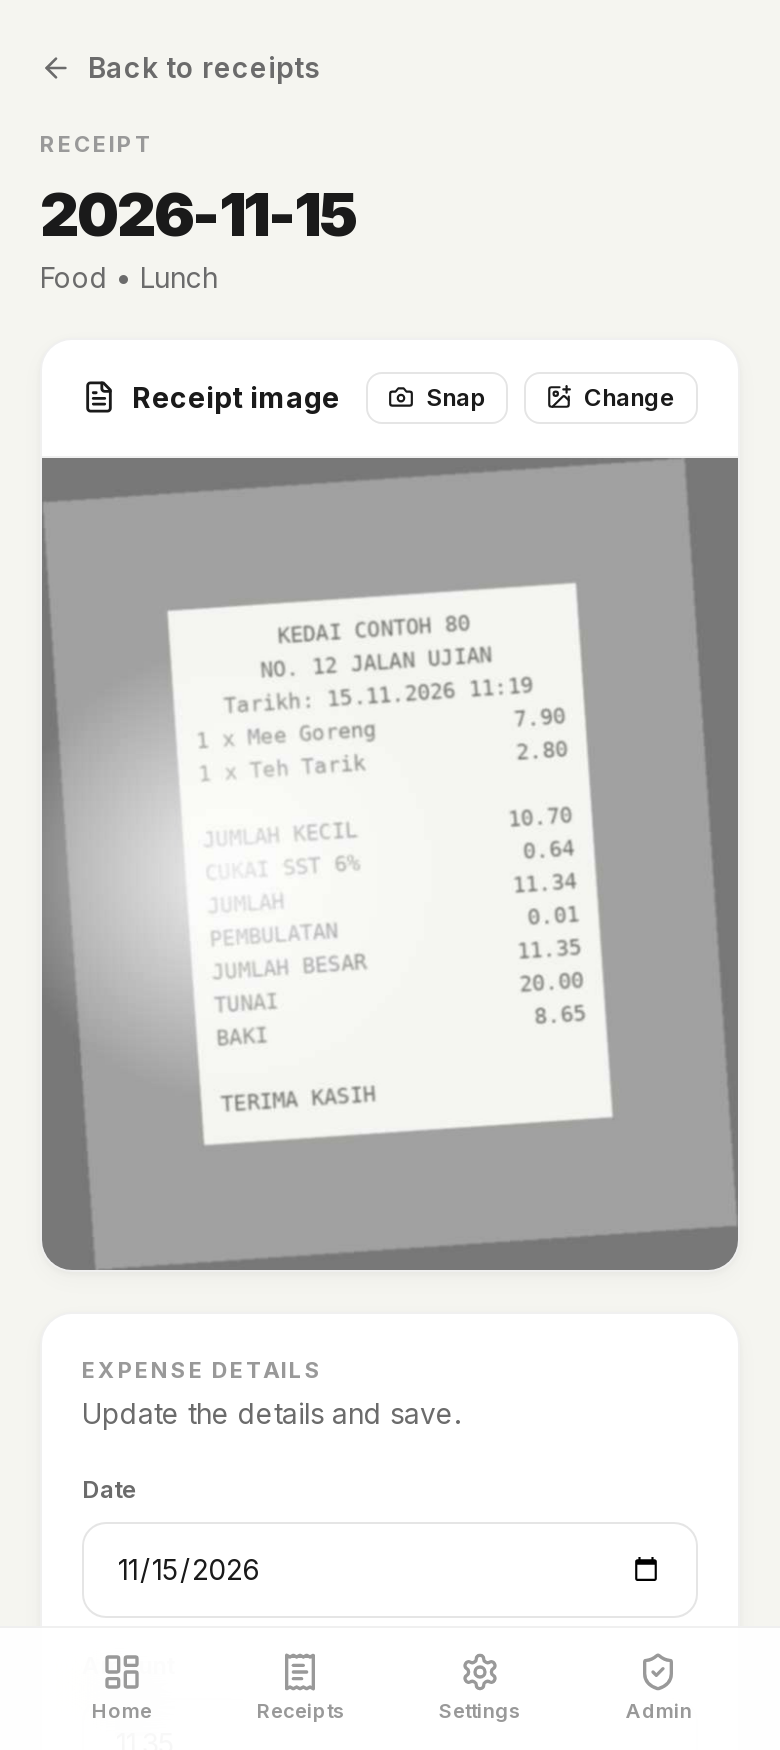 Back to receipts
RECEIPT
2026-11-15
Food • Lunch
Receipt image Snap Change
KEDAI CONTOH 80
NO. 12 JALAN UJIAN
Tarikh: 15.11.2026 11:19
1 x Mee Goreng 7.90
1 x Teh Tarik 2.80
JUMLAH KECIL 10.70
CUKAI SST 6% 0.64
JUMLAH 11.34
PEMBULATAN 0.01
JUMLAH BESAR 11.35
TUNAI 20.00
BAKI 8.65
TERIMA KASIH
EXPENSE DETAILS
Update the details and save.
Date
11/15/2026
Home Receipts Settings Admin
11.35